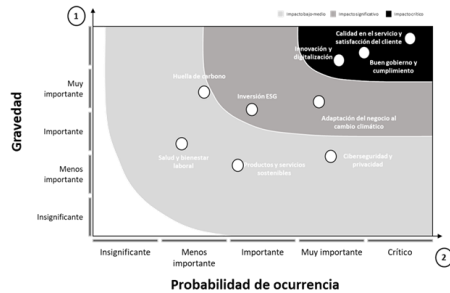 1
Impacto bajo-medio
Impacto significativo
Impacto crítico
Calidad en el servicio y
satisfacción del cliente
Innovación y
digitalización
Buen gobierno y
cumplimiento
Huella de carbono
Inversión ESG
Adaptación del negocio al
cambio climático
Salud y bienestar
laboral
Productos y servicios
sostenibles
Ciberseguridad y
privacidad
Gravedad
Muy
importante
Importante
Menos
importante
Insignificante
Insignificante
Menos
importante
Importante
Muy importante
Crítico
2
Probabilidad de ocurrencia